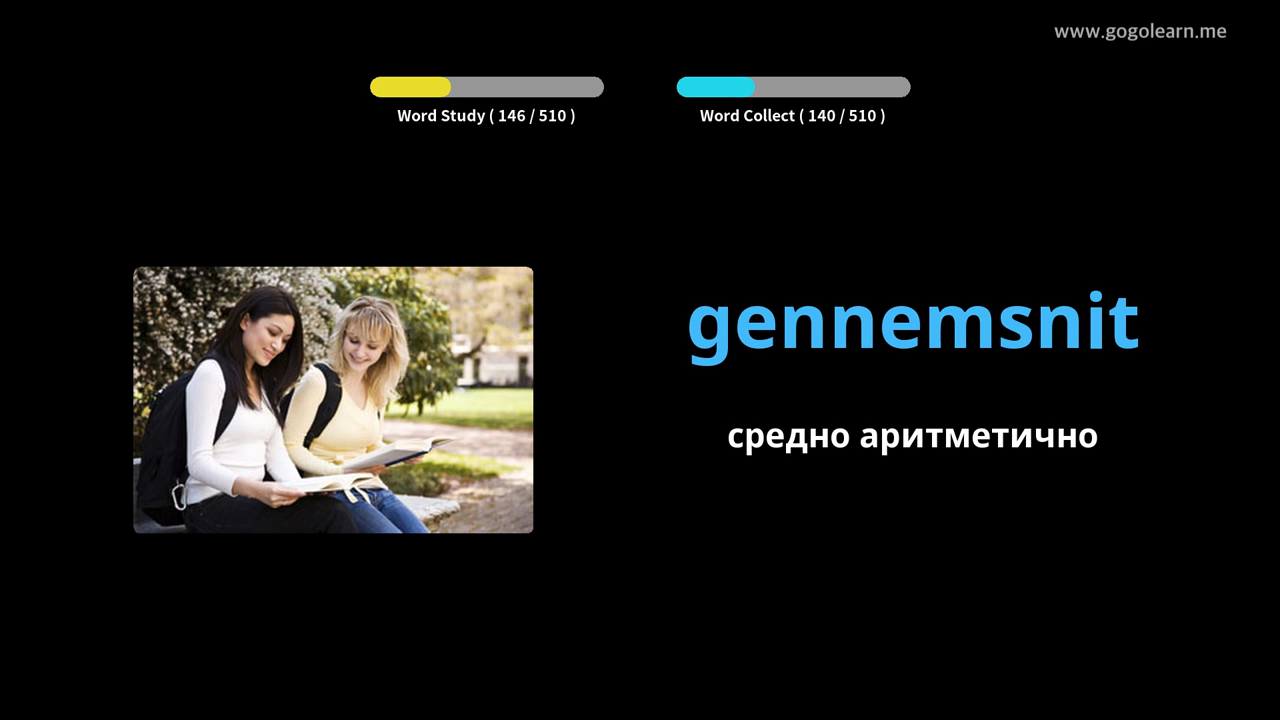 www.gogolearn.me
Word Study ( 146 / 510 )
Word Collect ( 140 / 510 )
gennemsnit
средно аритметично